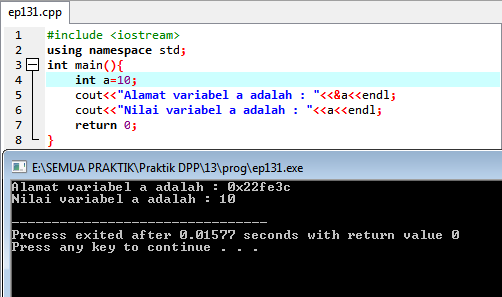 ep131.cpp
1 #include <iostream>
2 using namespace std;
3 int main(){
4 int a=10;
5 cout<<"Alamat variabel a adalah : "<<&a<<endl;
6 cout<<"Nilai variabel a adalah : "<<a<<endl;
7 return 0;
8 }
E:\SEMUA PRAKTIK\Praktik DPP\13\prog\ep131.exe
Alamat variabel a adalah : 0x22fe3c
Nilai variabel a adalah : 10
--------------------------------
Process exited after 0.01577 seconds with return value 0
Press any key to continue . . .